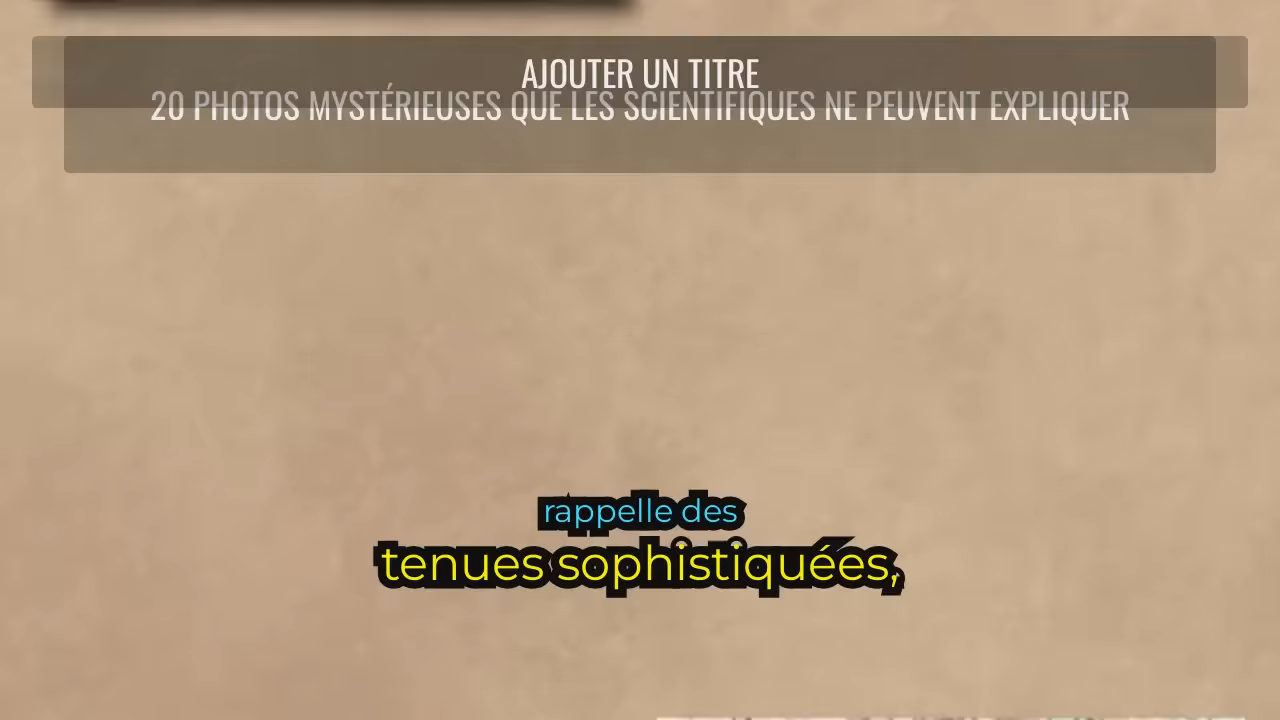 AJOUTER UN TITRE
20 PHOTOS MYSTÉRIEUSES QUE LES SCIENTIFIQUES NE PEUVENT EXPLIQUER
rappelle des
tenues sophistiquées,